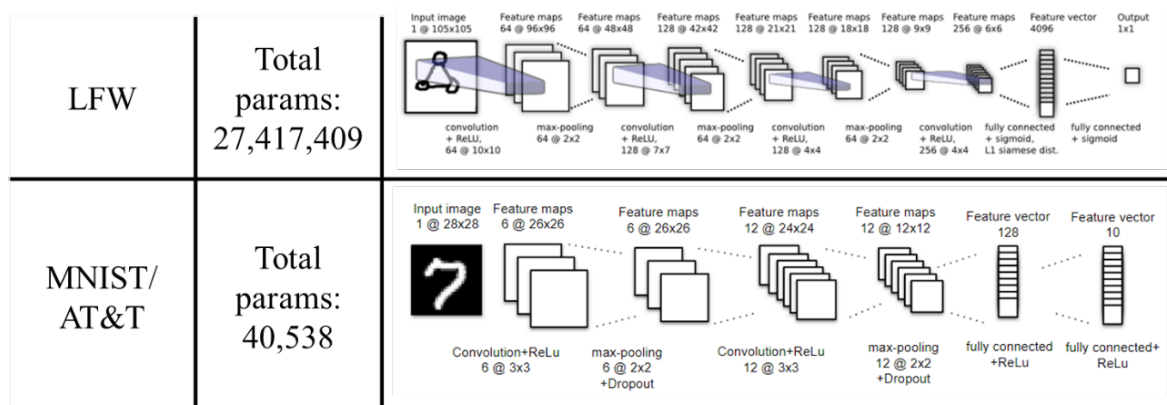 LFW
Total
params:
27,417,409
Input image
1 @ 105x105
Feature maps
64 @ 96x96
Feature maps
64 @ 48x48
Feature maps
128 @ 42x42
Feature maps
128 @ 21x21
Feature maps
128 @ 18x18
Feature maps
128 @ 9x9
Feature maps
256 @ 6x6
Feature vector
4096
Output
1x1
convolution
+ ReLU,
64 @ 10x10
max-pooling
64 @ 2x2
convolution
+ ReLU,
128 @ 7x7
max-pooling
64 @ 2x2
convolution
+ ReLU,
128 @ 4x4
max-pooling
64 @ 2x2
convolution
+ ReLU,
256 @ 4x4
fully connected
+ sigmoid,
L1 siamese dist.
fully connected
+ sigmoid
MNIST/
AT&T
Total
params:
40,538
Input image
1 @ 28x28
Feature maps
6 @ 26x26
Feature maps
6 @ 26x26
Feature maps
12 @ 24x24
Feature maps
12 @ 12x12
Feature vector
128
Feature vector
10
7
Convolution+ReLu
6 @ 3x3
max-pooling
6 @ 2x2
+Dropout
Convolution+ReLu
12 @ 3x3
max-pooling
12 @ 2x2
+Dropout
fully connected
+ReLu
fully connected+
ReLu